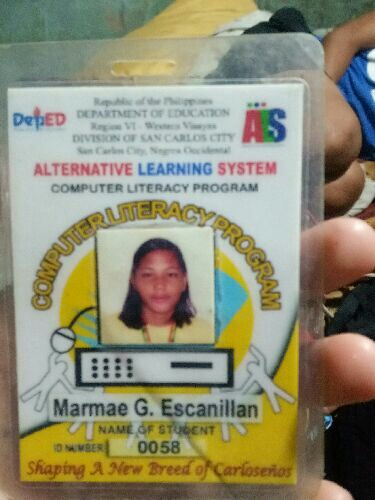 DepED
Republic of the Philippines
DEPARTMENT OF EDUCATION
Region VI - Western Visayas
DIVISION OF SAN CARLOS CITY
San Carlos City, Negros Occidental
ALS
ALTERNATIVE LEARNING SYSTEM
COMPUTER LITERACY PROGRAM
COMPUTER LITERACY PROGRAM
Marmae G. Escanillan
NAME OF STUDENT
ID NUMBER 0058
Shaping A New Breed of Carloseños